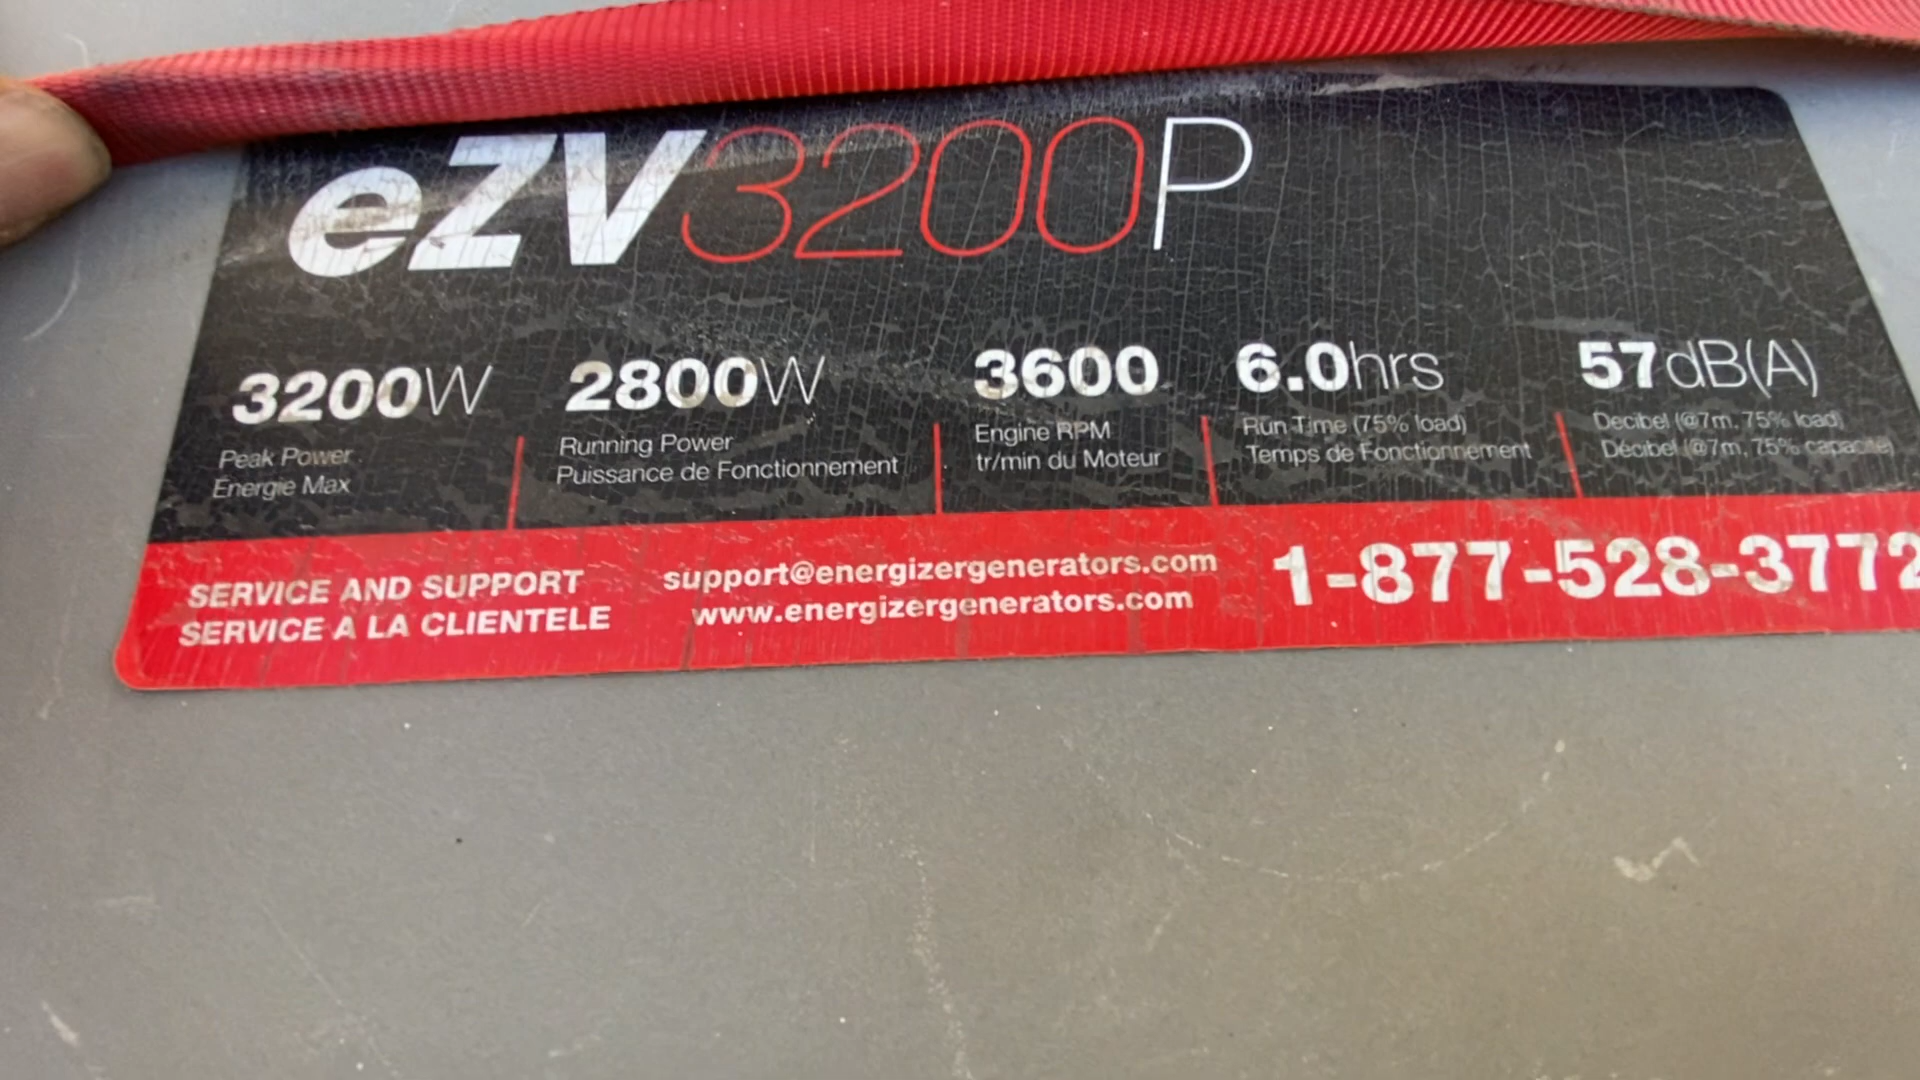 eZV3200P
3200W
Peak Power
Énergie Max
2800W
Running Power
Puissance de Fonctionnement
3600
Engine RPM
tr/min du Moteur
6.0hrs
Run Time (75% load)
Temps de Fonctionnement
57dB(A)
Decibel (@7m, 75% load)
Décibel (@7m, 75% capacité)
SERVICE AND SUPPORT
SERVICE A LA CLIENTELE
support@energizergenerators.com
www.energizergenerators.com
1-877-528-3772